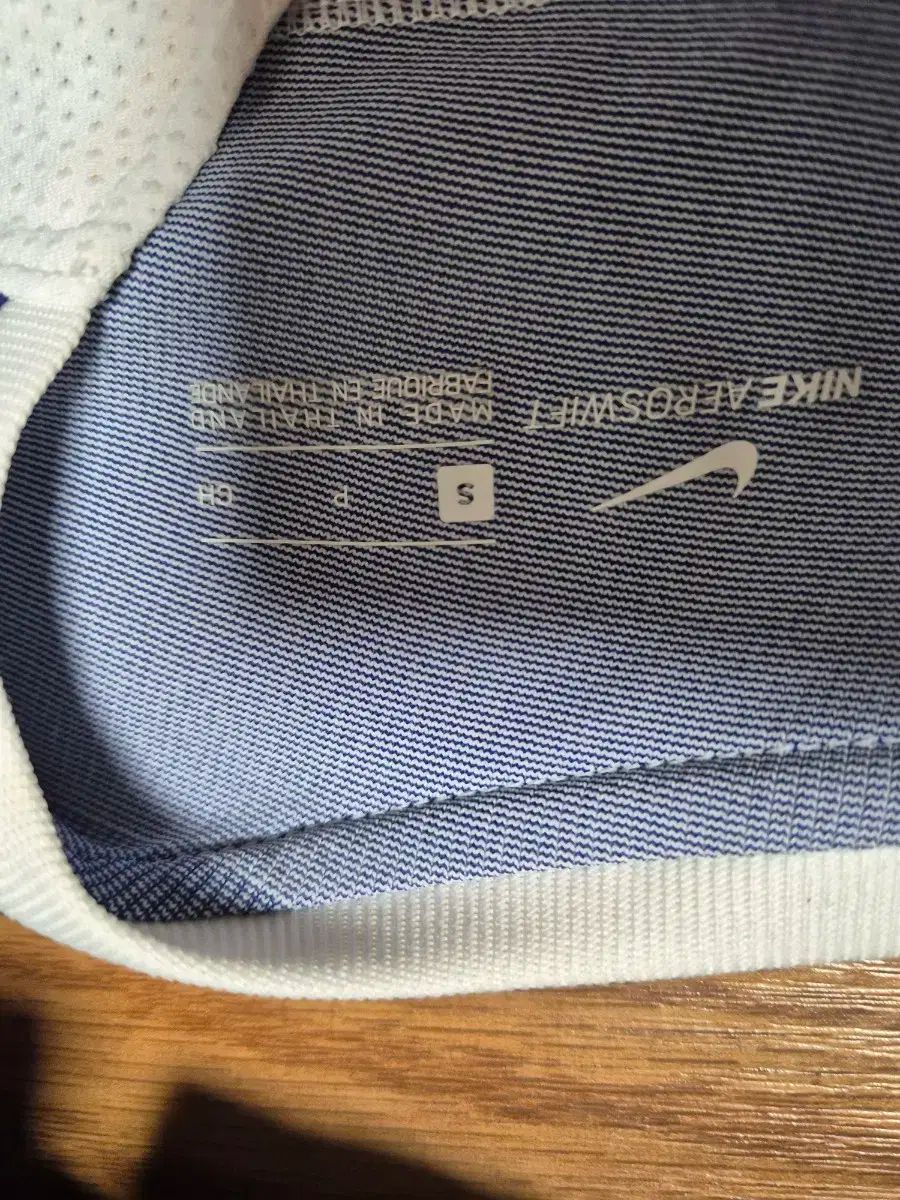 NIKE AEROSWIFT
S P CH
MADE IN THAILAND
FABRIQUE EN THAILANDE